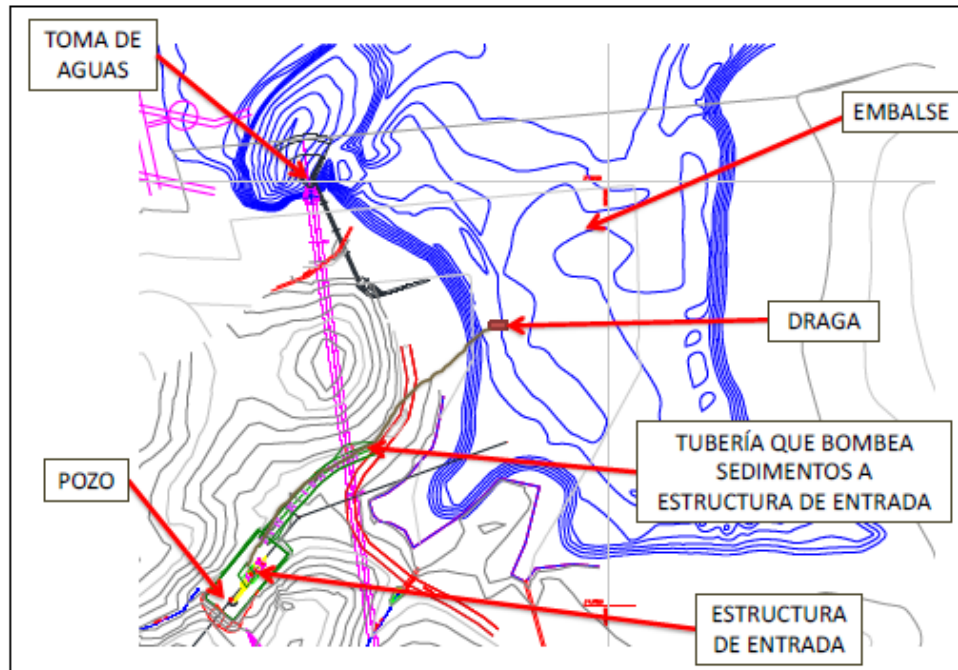 TOMA DE
AGUAS
EMBALSE
DRAGA
TUBERÍA QUE BOMBEA
SEDIMENTOS A
ESTRUCTURA DE ENTRADA
POZO
ESTRUCTURA
DE ENTRADA